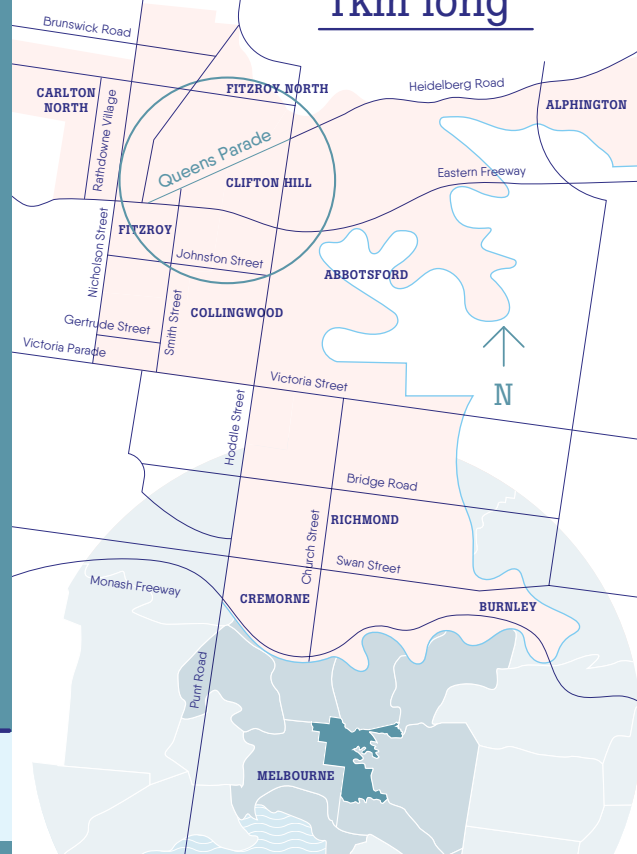 1km long
Brunswick Road
FITZROY NORTH
Heidelberg Road
CARLTON
NORTH
ALPHINGTON
Rathdowne Village
Queens Parade
Eastern Freeway
CLIFTON HILL
Nicholson Street
FITZROY
Johnston Street
ABBOTSFORD
Smith Street
COLLINGWOOD
Gertrude Street
Victoria Parade
Victoria Street
N
Hoddle Street
Bridge Road
Church Street
RICHMOND
Swan Street
Monash Freeway
CREMORNE
BURNLEY
Punt Road
MELBOURNE